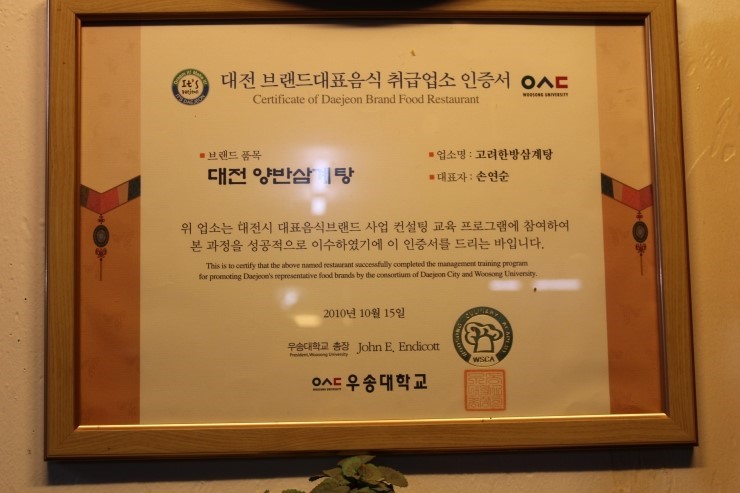 It's
DAEJEON
대전 브랜드대표음식 취급업소 인증서
Certificate of Daejeon Brand Food Restaurant
WOOSONG UNIVERSITY
■ 브랜드 품목
대전 양반삼계탕
■ 업소명 : 고려한방삼계탕
■ 대표자 : 손연순
위 업소는 대전시 대표음식브랜드 사업 컨설팅 교육 프로그램에 참여하여
본 과정을 성공적으로 이수하였기에 이 인증서를 드리는 바입니다.
This is to certify that the above named restaurant successfully completed the management training program
for promoting Daejeon's representative food brands by the consortium of Daejeon City and Woosong University.
2010년 10월 15일
우송대학교 총장 John E. Endicott
President, Woosong University
우송대학교
WOOSONG UNIVERSITY
WOOSONG CULINARY ACADEMY
WSCA